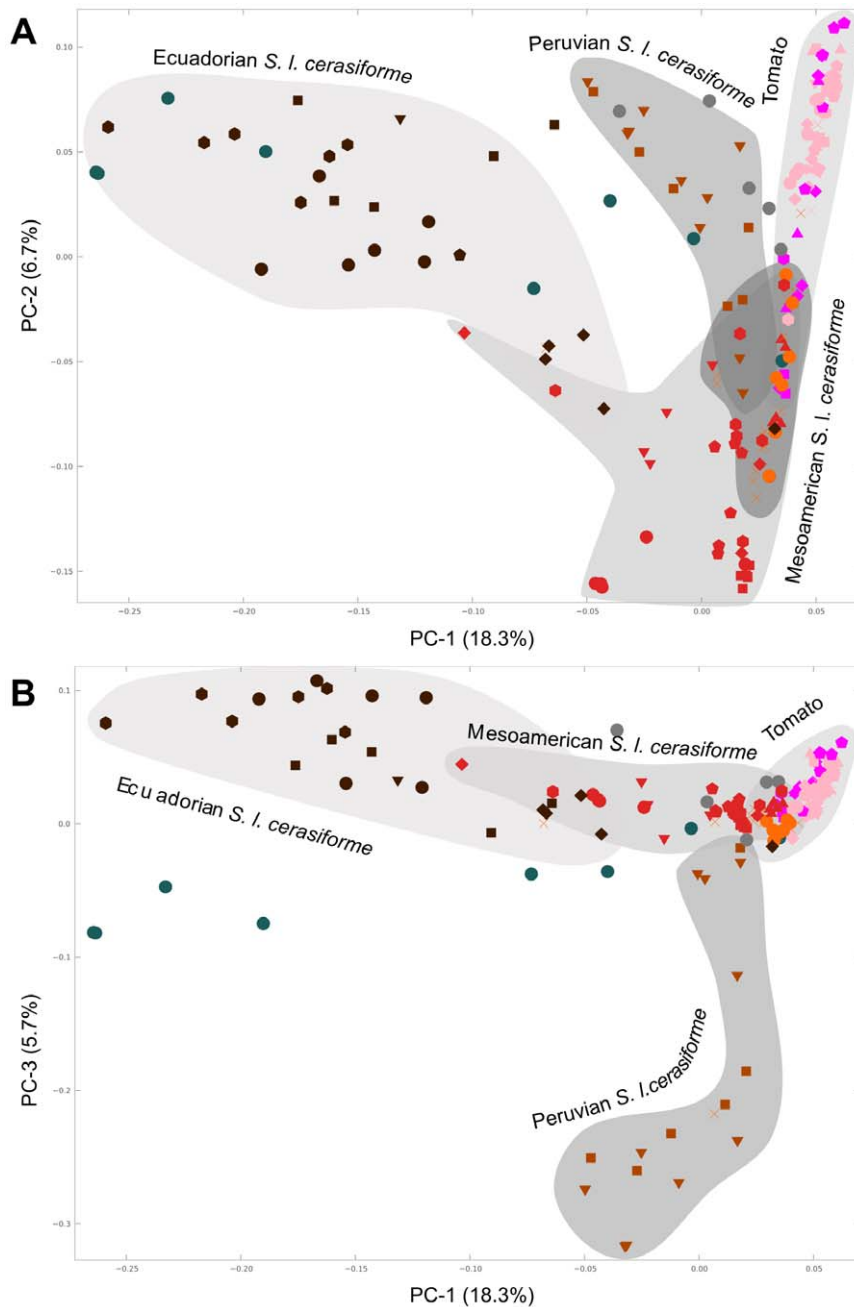 A
Ecuadorian S. l. cerasiforme
Peruvian S. l. cerasiforme
Tomato
Mesoamerican S. l. cerasiforme
0.10
0.05
0.00
−0.05
−0.10
−0.15
PC-2 (6.7%)
−0.25
−0.20
−0.15
−0.10
−0.05
0.00
0.05
PC-1 (18.3%)
B
Mesoamerican S. l. cerasiforme
Tomato
Ecu adorian S. l. cerasiforme
Peruvian S. l.cerasiforme
0.1
0.0
−0.1
−0.2
−0.3
PC-3 (5.7%)
−0.25
−0.20
−0.15
−0.10
−0.05
0.00
0.05
PC-1 (18.3%)